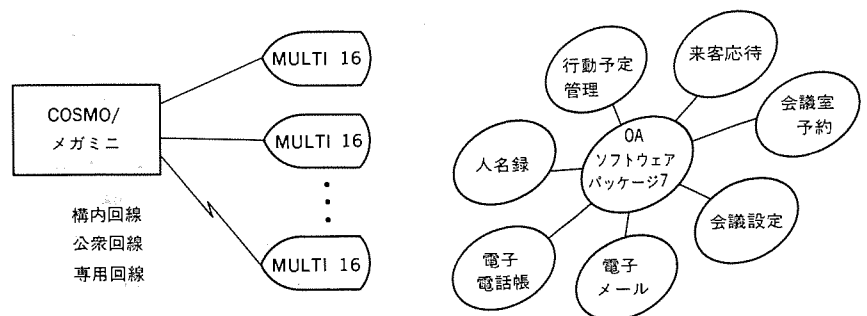 COSMO/
メガミニ
MULTI 16
MULTI 16
MULTI 16
構内回線
公衆回線
専用回線
行動予定
管理
来客応待
会議室
予約
人名録
OA
ソフトウェア
パッケージ7
会議設定
電子
電話帳
電子
メール